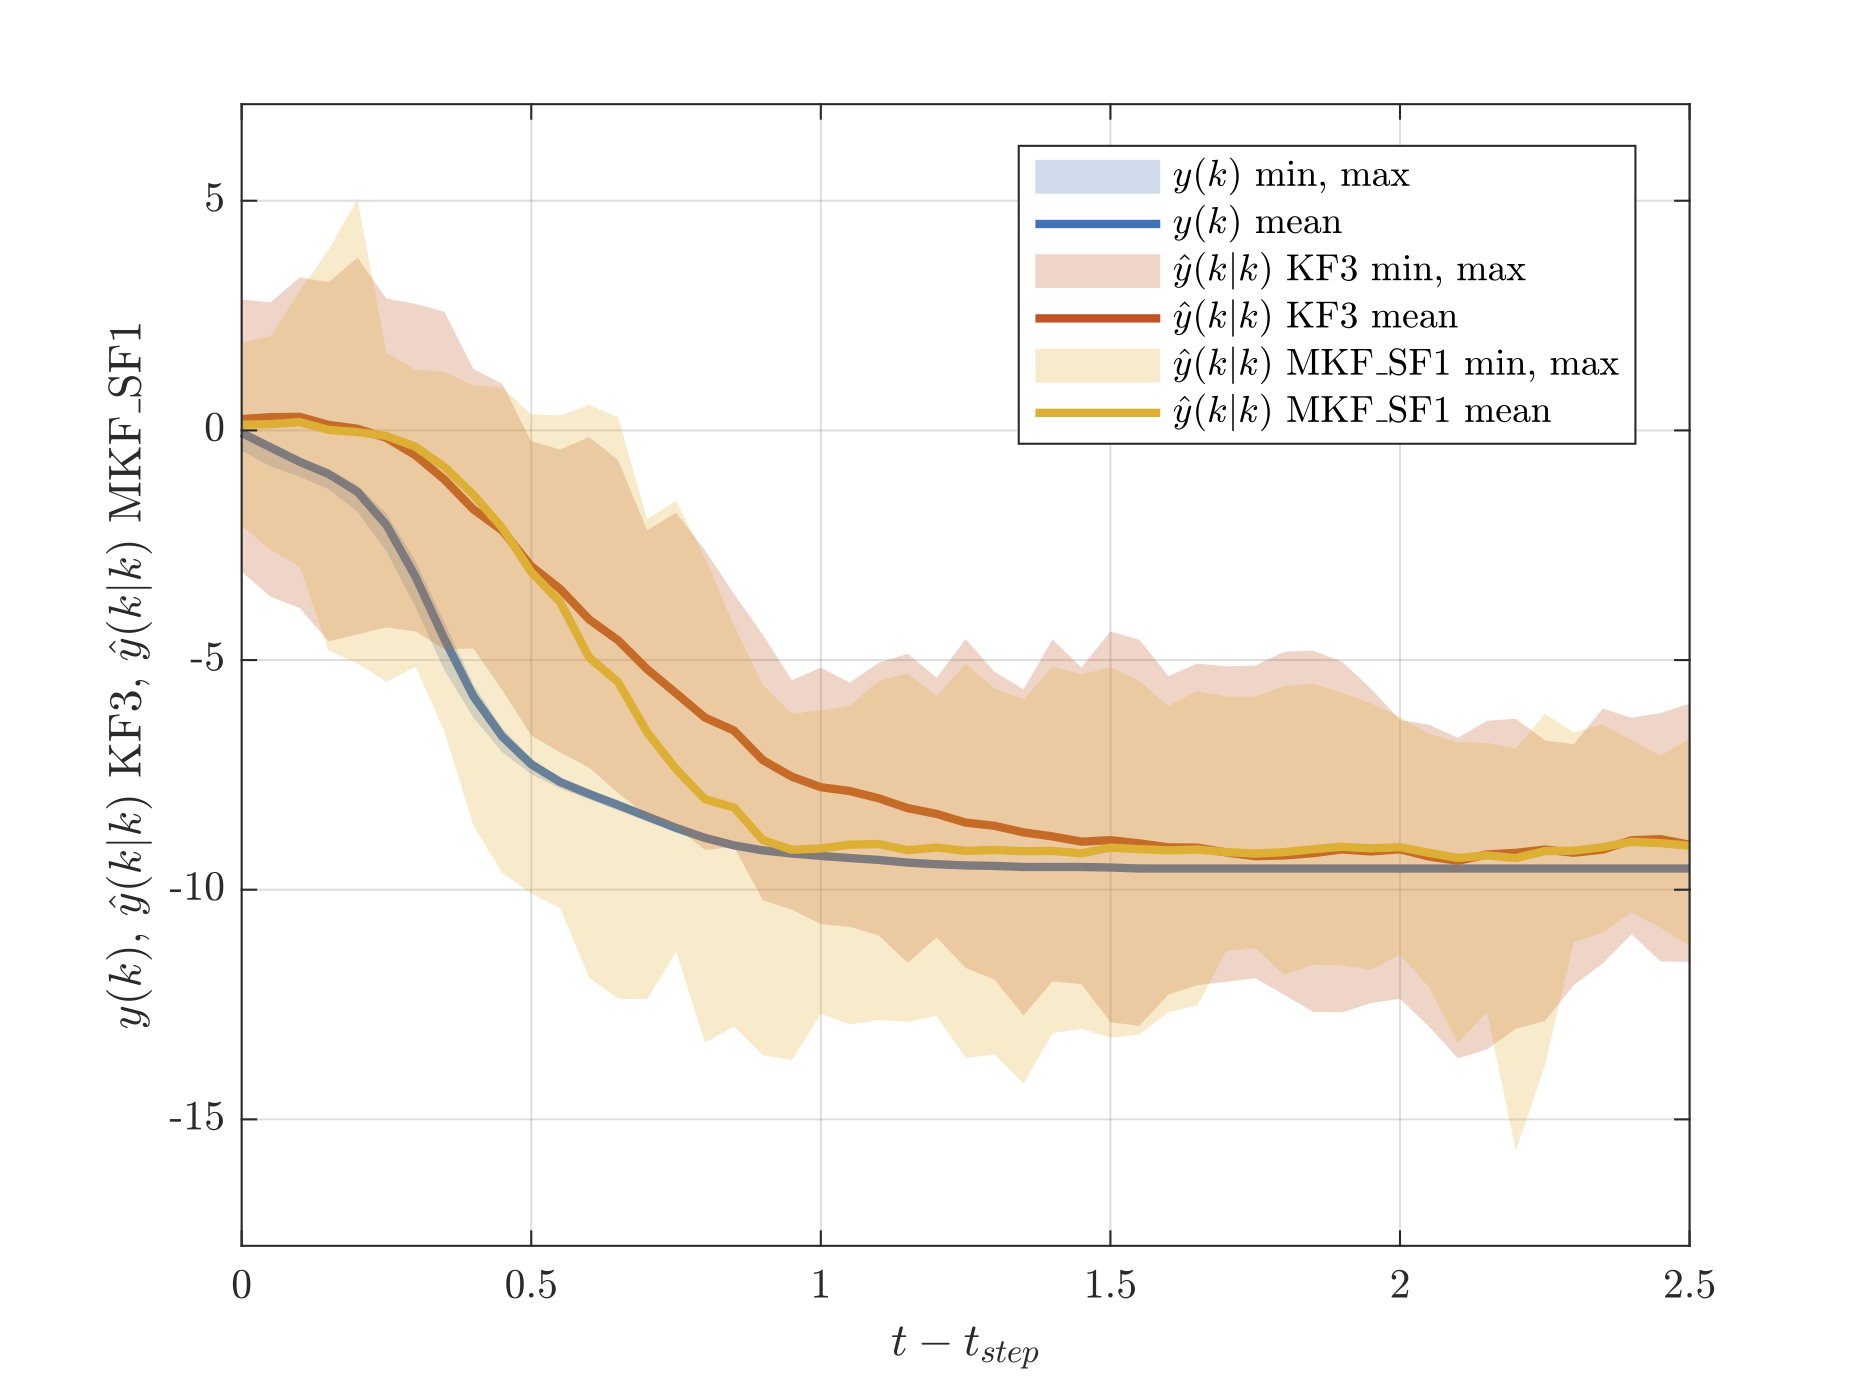 y(k), ŷ(k|k) KF3, ŷ(k|k) MKF_SF1
5
0
-5
-10
-15
y(k) min, max
y(k) mean
ŷ(k|k) KF3 min, max
ŷ(k|k) KF3 mean
ŷ(k|k) MKF_SF1 min, max
ŷ(k|k) MKF_SF1 mean
0 0.5 1 1.5 2 2.5
t − t_step